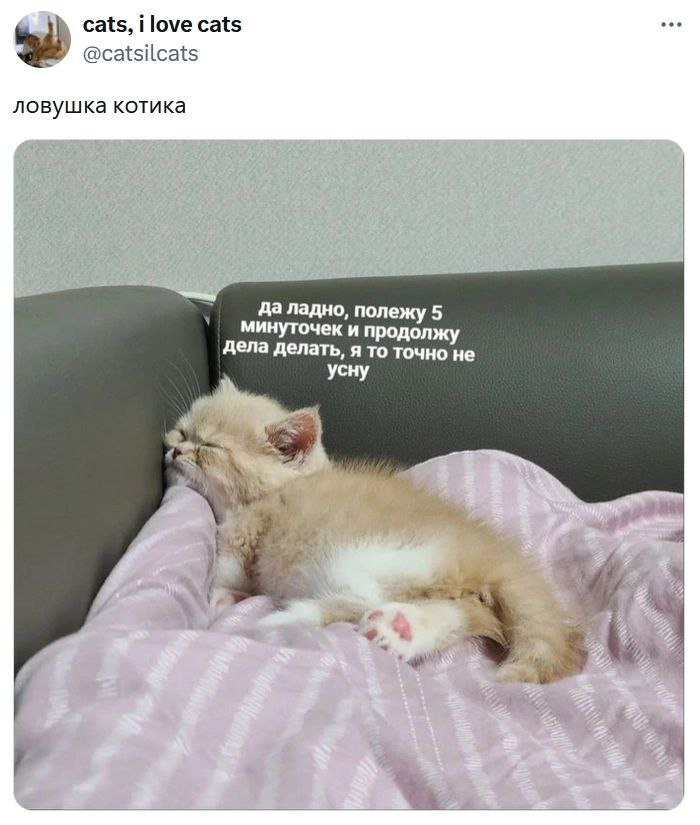 cats, i love cats
@catsilcats
ловушка котика
да ладно, полежу 5
минуточек и продолжу
дела делать, я то точно не
усну